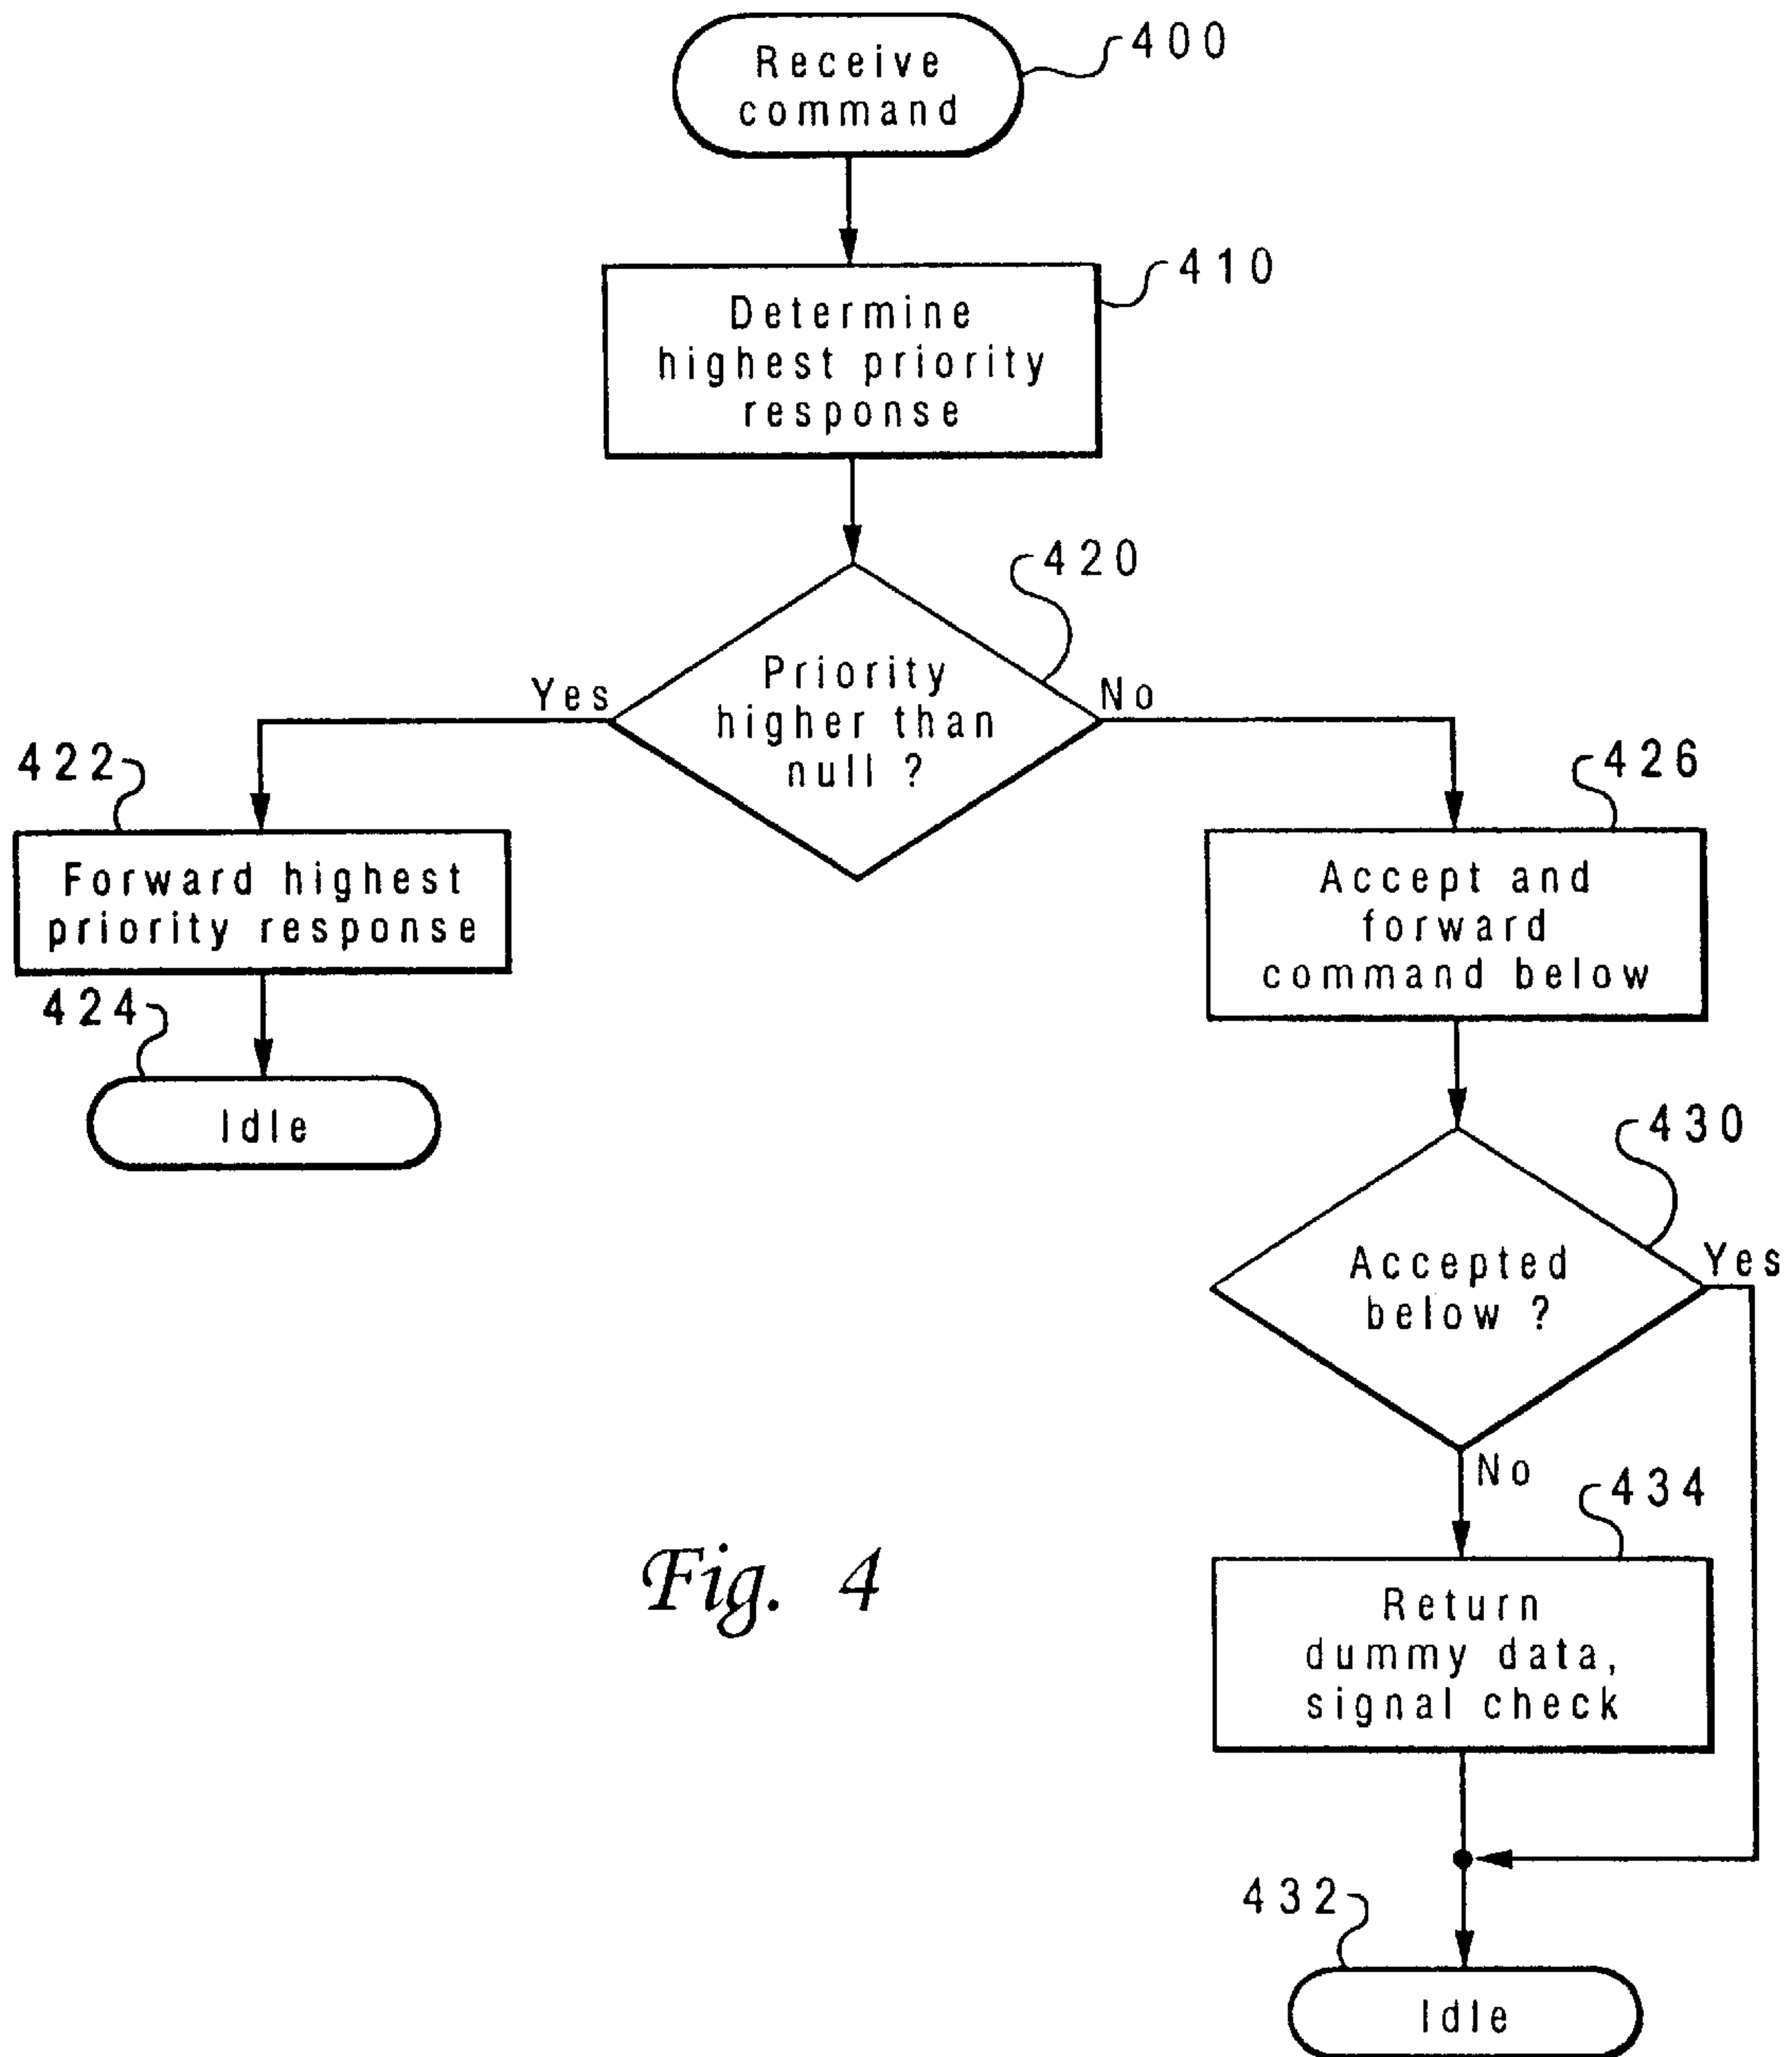 Receive
command
400
Determine
highest priority
response
410
Priority
higher than
null ?
420
Yes
No
422
Forward highest
priority response
424
Idle
426
Accept and
forward
command below
430
Accepted
below ?
Yes
No
434
Return
dummy data,
signal check
432
Idle
Fig. 4